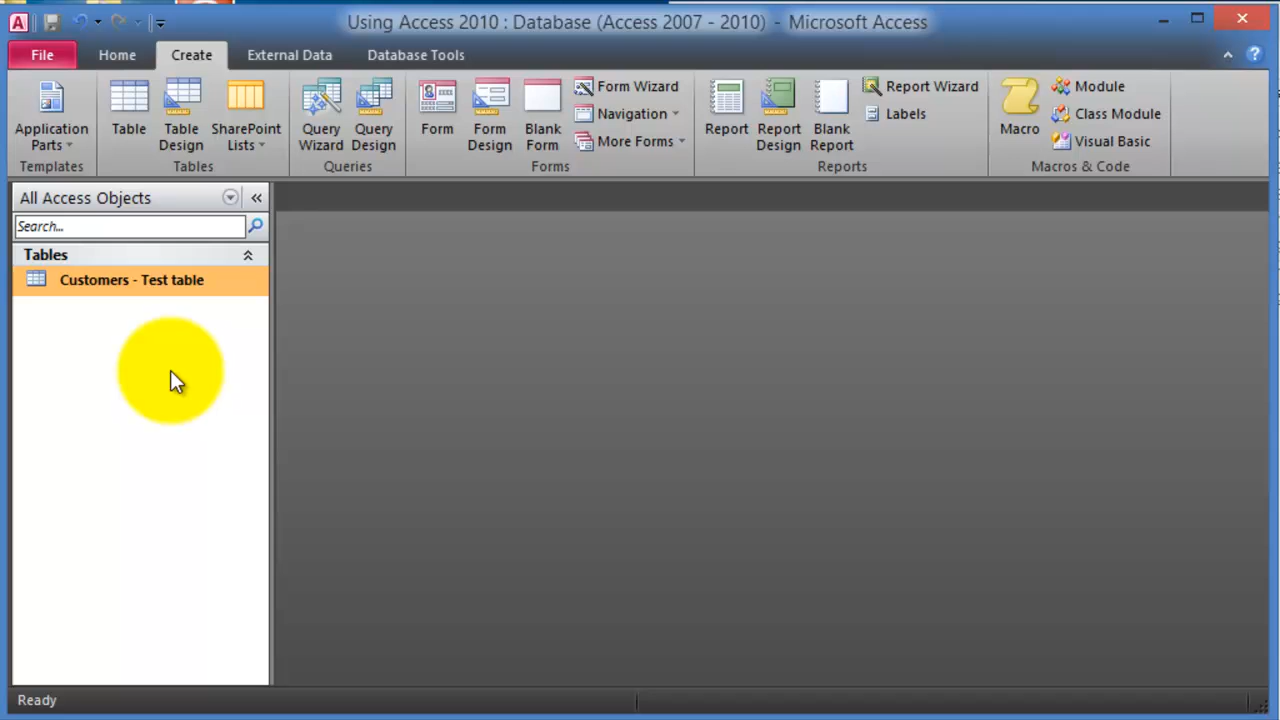 Using Access 2010 : Database (Access 2007 - 2010) - Microsoft Access
File Home Create External Data Database Tools
Application Parts
Templates
Table
Table Design
SharePoint Lists
Tables
Query Wizard
Query Design
Queries
Form
Form Design
Blank Form
Form Wizard
Navigation
More Forms
Forms
Report
Report Design
Blank Report
Report Wizard
Labels
Reports
Macro
Module
Class Module
Visual Basic
Macros & Code
All Access Objects
Search...
Tables
Customers - Test table
Ready